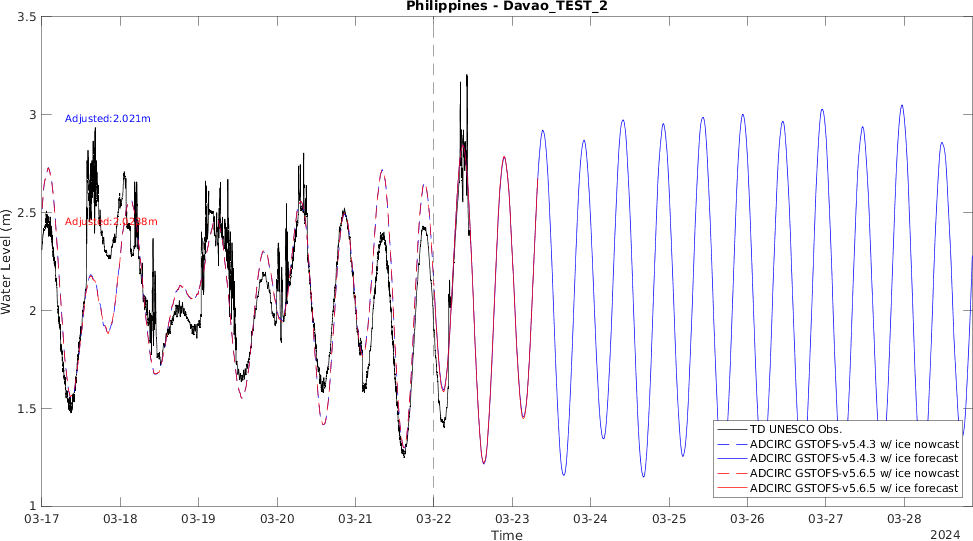 Philippines - Davao_TEST_2
Water Level (m)
3.5
3
2.5
2
1.5
1
Adjusted:2.021m
TD UNESCO Obs.
ADCIRC GSTOFS-v5.4.3 w/ ice nowcast
ADCIRC GSTOFS-v5.4.3 w/ ice forecast
ADCIRC GSTOFS-v5.6.5 w/ ice nowcast
ADCIRC GSTOFS-v5.6.5 w/ ice forecast
03-17 03-18 03-19 03-20 03-21 03-22 03-23 03-24 03-25 03-26 03-27 03-28
Time
2024